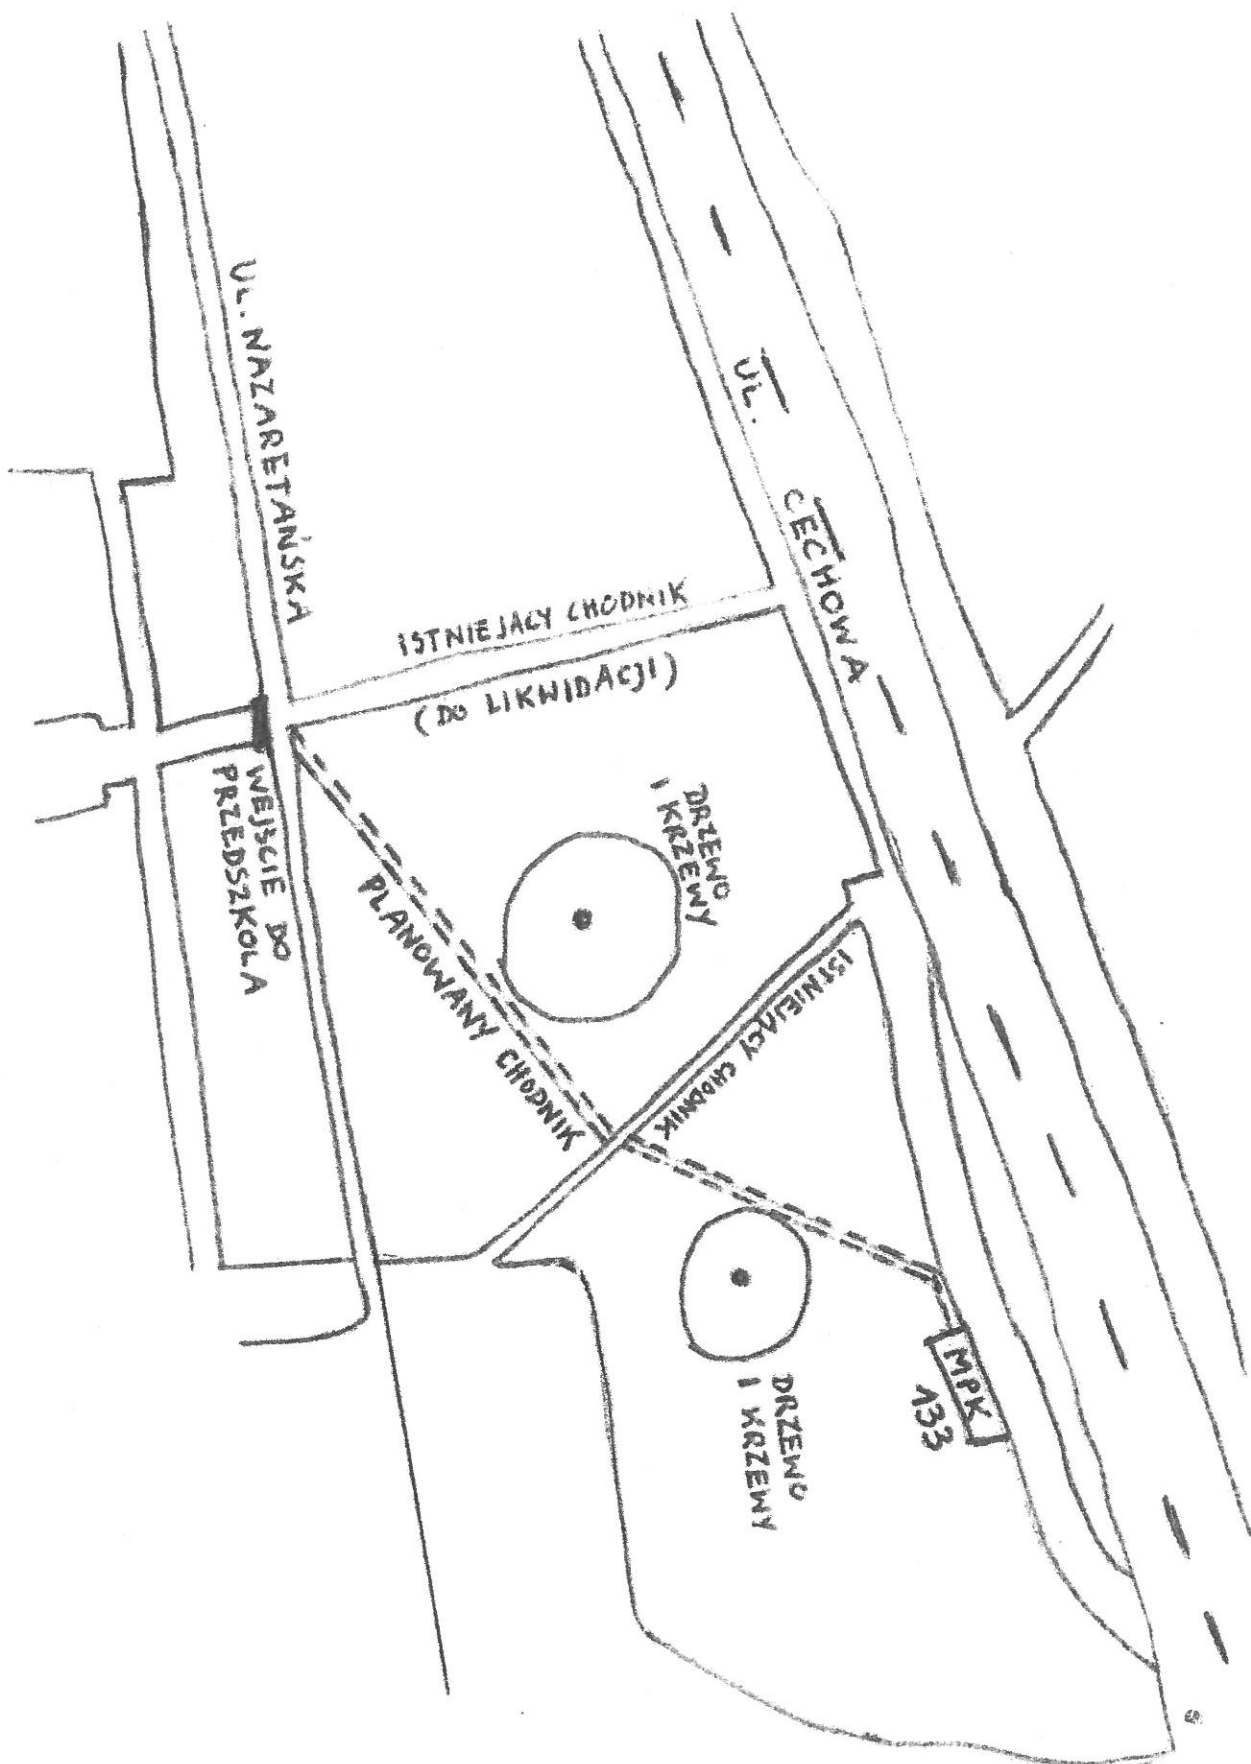 UL. NAZARETAŃSKA
UL.
CECHOWA
ISTNIEJACY CHODNIK
(DO LIKWIDACJI)
WEJŚCIE DO
PRZEDSZKOLA
DRZEWO
I KRZEWY
PLANOWANY CHODNIK
ISTNIEJĄCY CHODNIK
MPK
133
DRZEWO
I KRZEWY